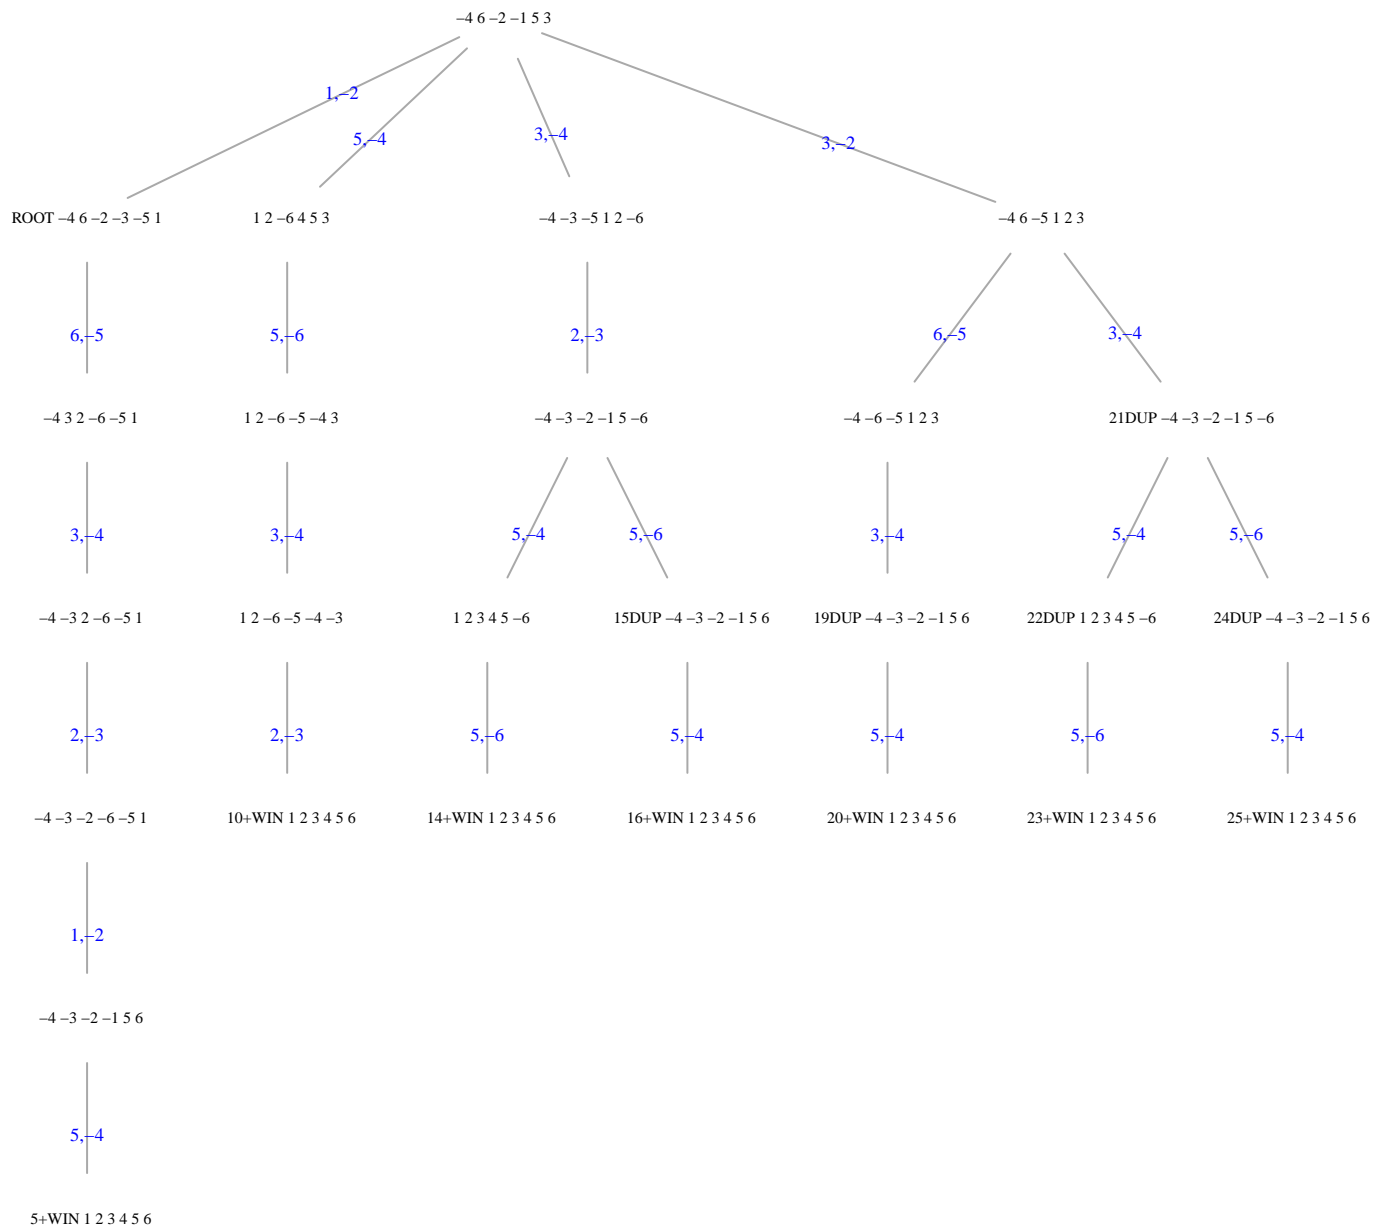 –4 6 –2 –1 5 3
1,–2
5,–4
3,–4
3,–2
ROOT –4 6 –2 –3 –5 1
1 2 –6 4 5 3
–4 –3 –5 1 2 –6
–4 6 –5 1 2 3
6,–5
5,–6
2,–3
6,–5
3,–4
–4 3 2 –6 –5 1
1 2 –6 –5 –4 3
–4 –3 –2 –1 5 –6
–4 –6 –5 1 2 3
21DUP –4 –3 –2 –1 5 –6
3,–4
3,–4
5,–4
5,–6
3,–4
5,–4
5,–6
–4 –3 2 –6 –5 1
1 2 –6 –5 –4 –3
1 2 3 4 5 –6
15DUP –4 –3 –2 –1 5 6
19DUP –4 –3 –2 –1 5 6
22DUP 1 2 3 4 5 –6
24DUP –4 –3 –2 –1 5 6
2,–3
2,–3
5,–6
5,–4
5,–4
5,–6
5,–4
–4 –3 –2 –6 –5 1
10+WIN 1 2 3 4 5 6
14+WIN 1 2 3 4 5 6
16+WIN 1 2 3 4 5 6
20+WIN 1 2 3 4 5 6
23+WIN 1 2 3 4 5 6
25+WIN 1 2 3 4 5 6
1,–2
–4 –3 –2 –1 5 6
5,–4
5+WIN 1 2 3 4 5 6